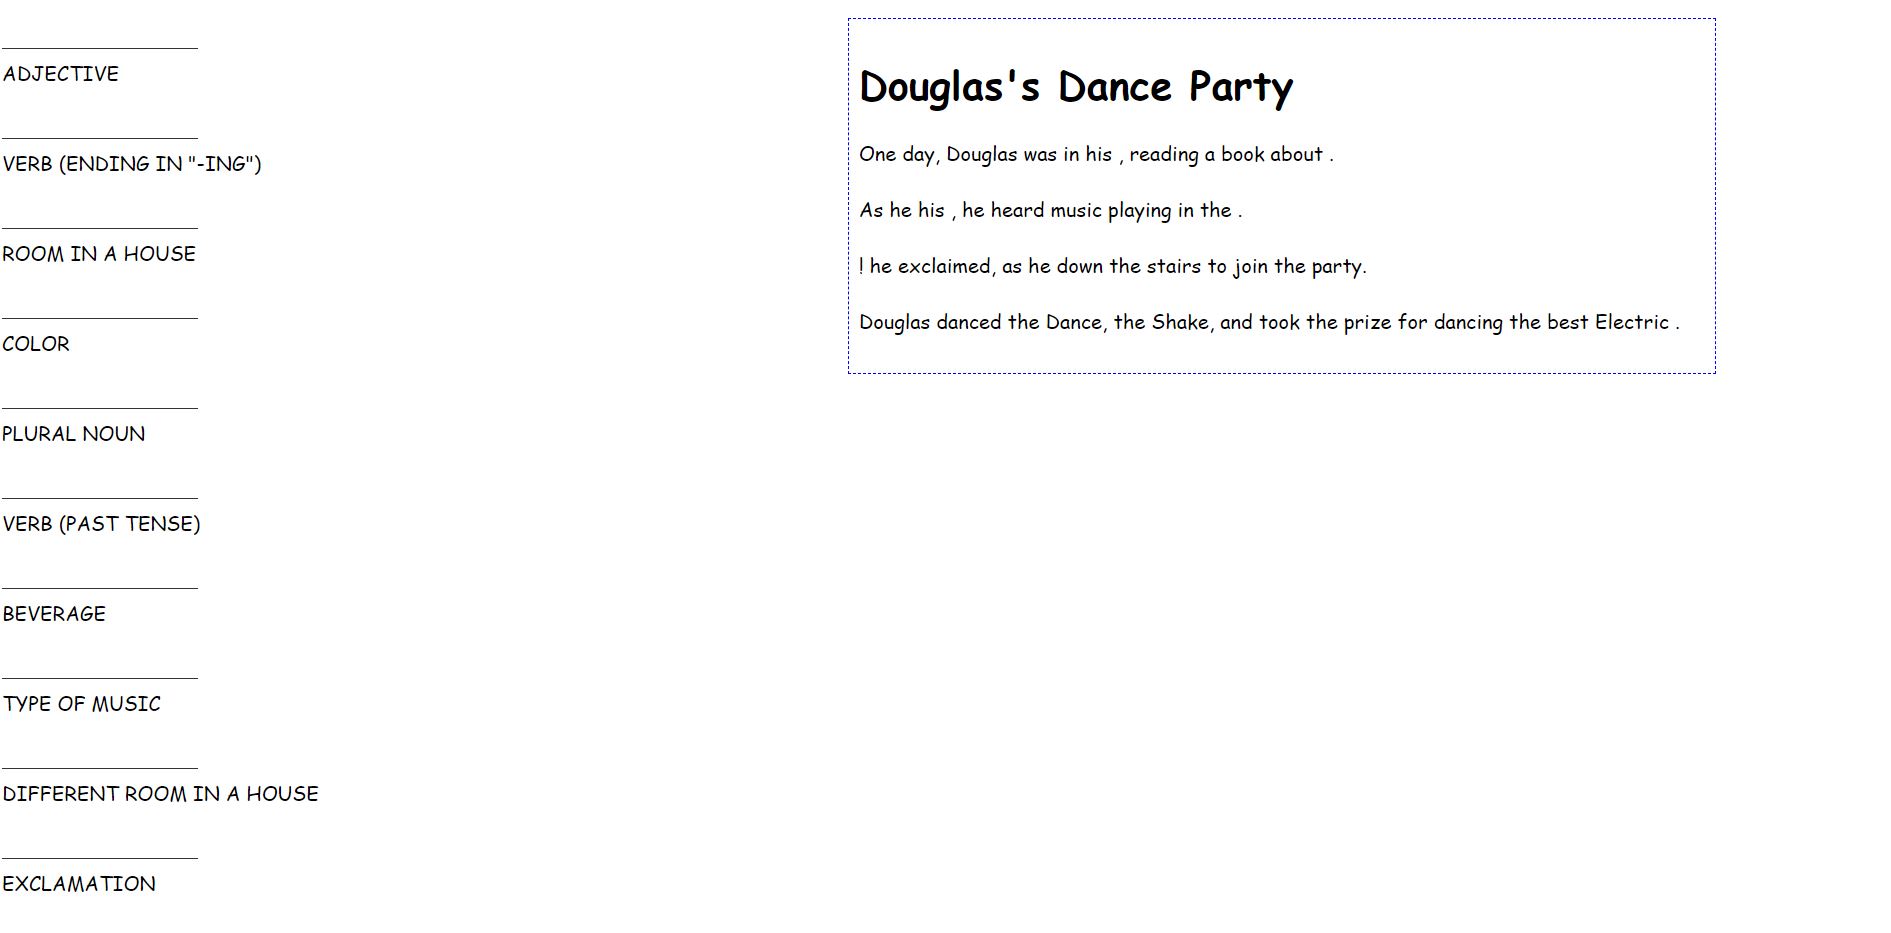 ADJECTIVE
VERB (ENDING IN "-ING")
ROOM IN A HOUSE
COLOR
PLURAL NOUN
VERB (PAST TENSE)
BEVERAGE
TYPE OF MUSIC
DIFFERENT ROOM IN A HOUSE
EXCLAMATION
Douglas's Dance Party
One day, Douglas was in his , reading a book about .
As he his , he heard music playing in the .
! he exclaimed, as he down the stairs to join the party.
Douglas danced the Dance, the Shake, and took the prize for dancing the best Electric .